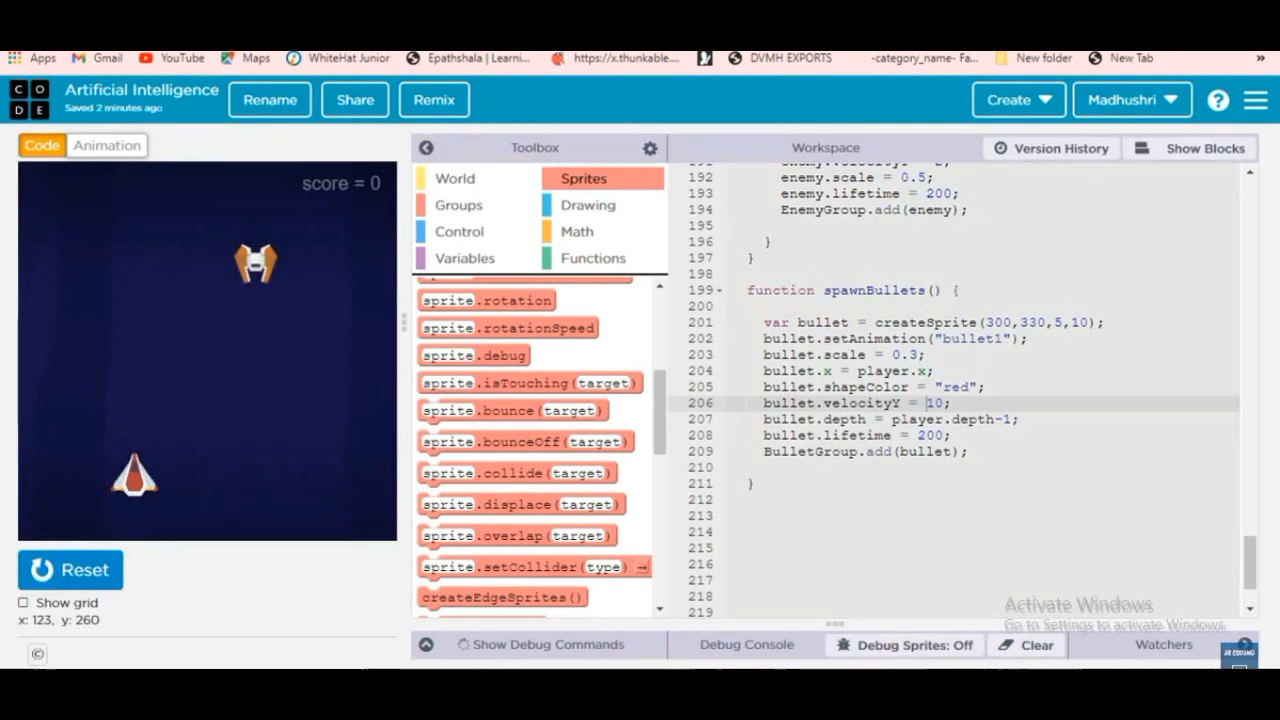 Apps Gmail YouTube Maps WhiteHat Junior Epathshala | Learni... https://x.thunkable.... DVMH EXPORTS -category_name- Fa... New folder New Tab »
CODE
Artificial Intelligence
Saved 2 minutes ago
Rename Share Remix Create Madhushri ?
Code Animation
Toolbox
Workspace Version History Show Blocks
score = 0
World Sprites
Groups Drawing
Control Math
Variables Functions
sprite.rotation
sprite.rotationSpeed
sprite.debug
sprite.isTouching(target)
sprite.bounce(target)
sprite.bounceOff(target)
sprite.collide(target)
sprite.displace(target)
sprite.overlap(target)
sprite.setCollider(type) →
createEdgeSprites()
192 enemy.scale = 0.5;
193 enemy.lifetime = 200;
194 EnemyGroup.add(enemy);
195
196 }
197 }
198
199 function spawnBullets() {
200
201 var bullet = createSprite(300,330,5,10);
202 bullet.setAnimation("bullet1");
203 bullet.scale = 0.3;
204 bullet.x = player.x;
205 bullet.shapeColor = "red";
206 bullet.velocityY = 10;
207 bullet.depth = player.depth-1;
208 bullet.lifetime = 200;
209 BulletGroup.add(bullet);
210
211 }
212
213
214
215
216
217
218
219
Reset
Show grid
x: 123, y: 260
©
Activate Windows
Go to Settings to activate Windows.
Show Debug Commands Debug Console Debug Sprites: Off Clear Watchers
JR CODING